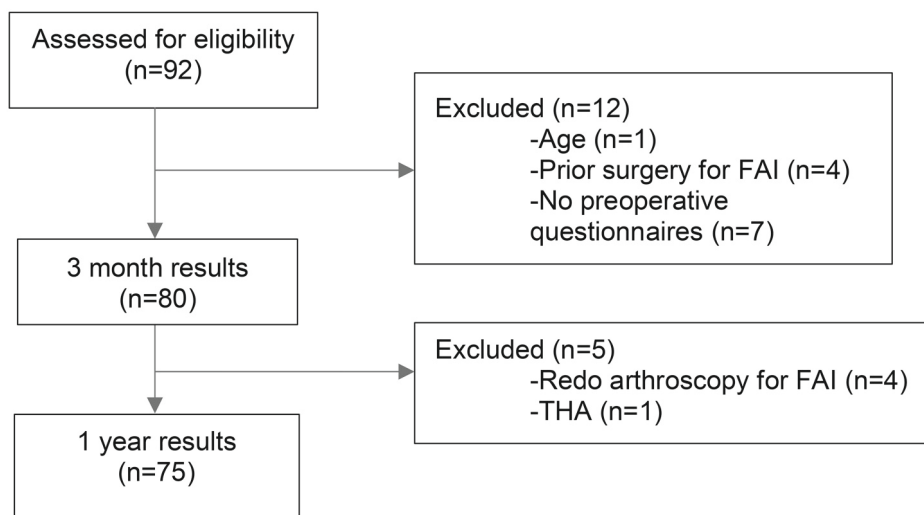 Assessed for eligibility
(n=92)
Excluded (n=12)
-Age (n=1)
-Prior surgery for FAI (n=4)
-No preoperative
questionnaires (n=7)
3 month results
(n=80)
Excluded (n=5)
-Redo arthroscopy for FAI (n=4)
-THA (n=1)
1 year results
(n=75)